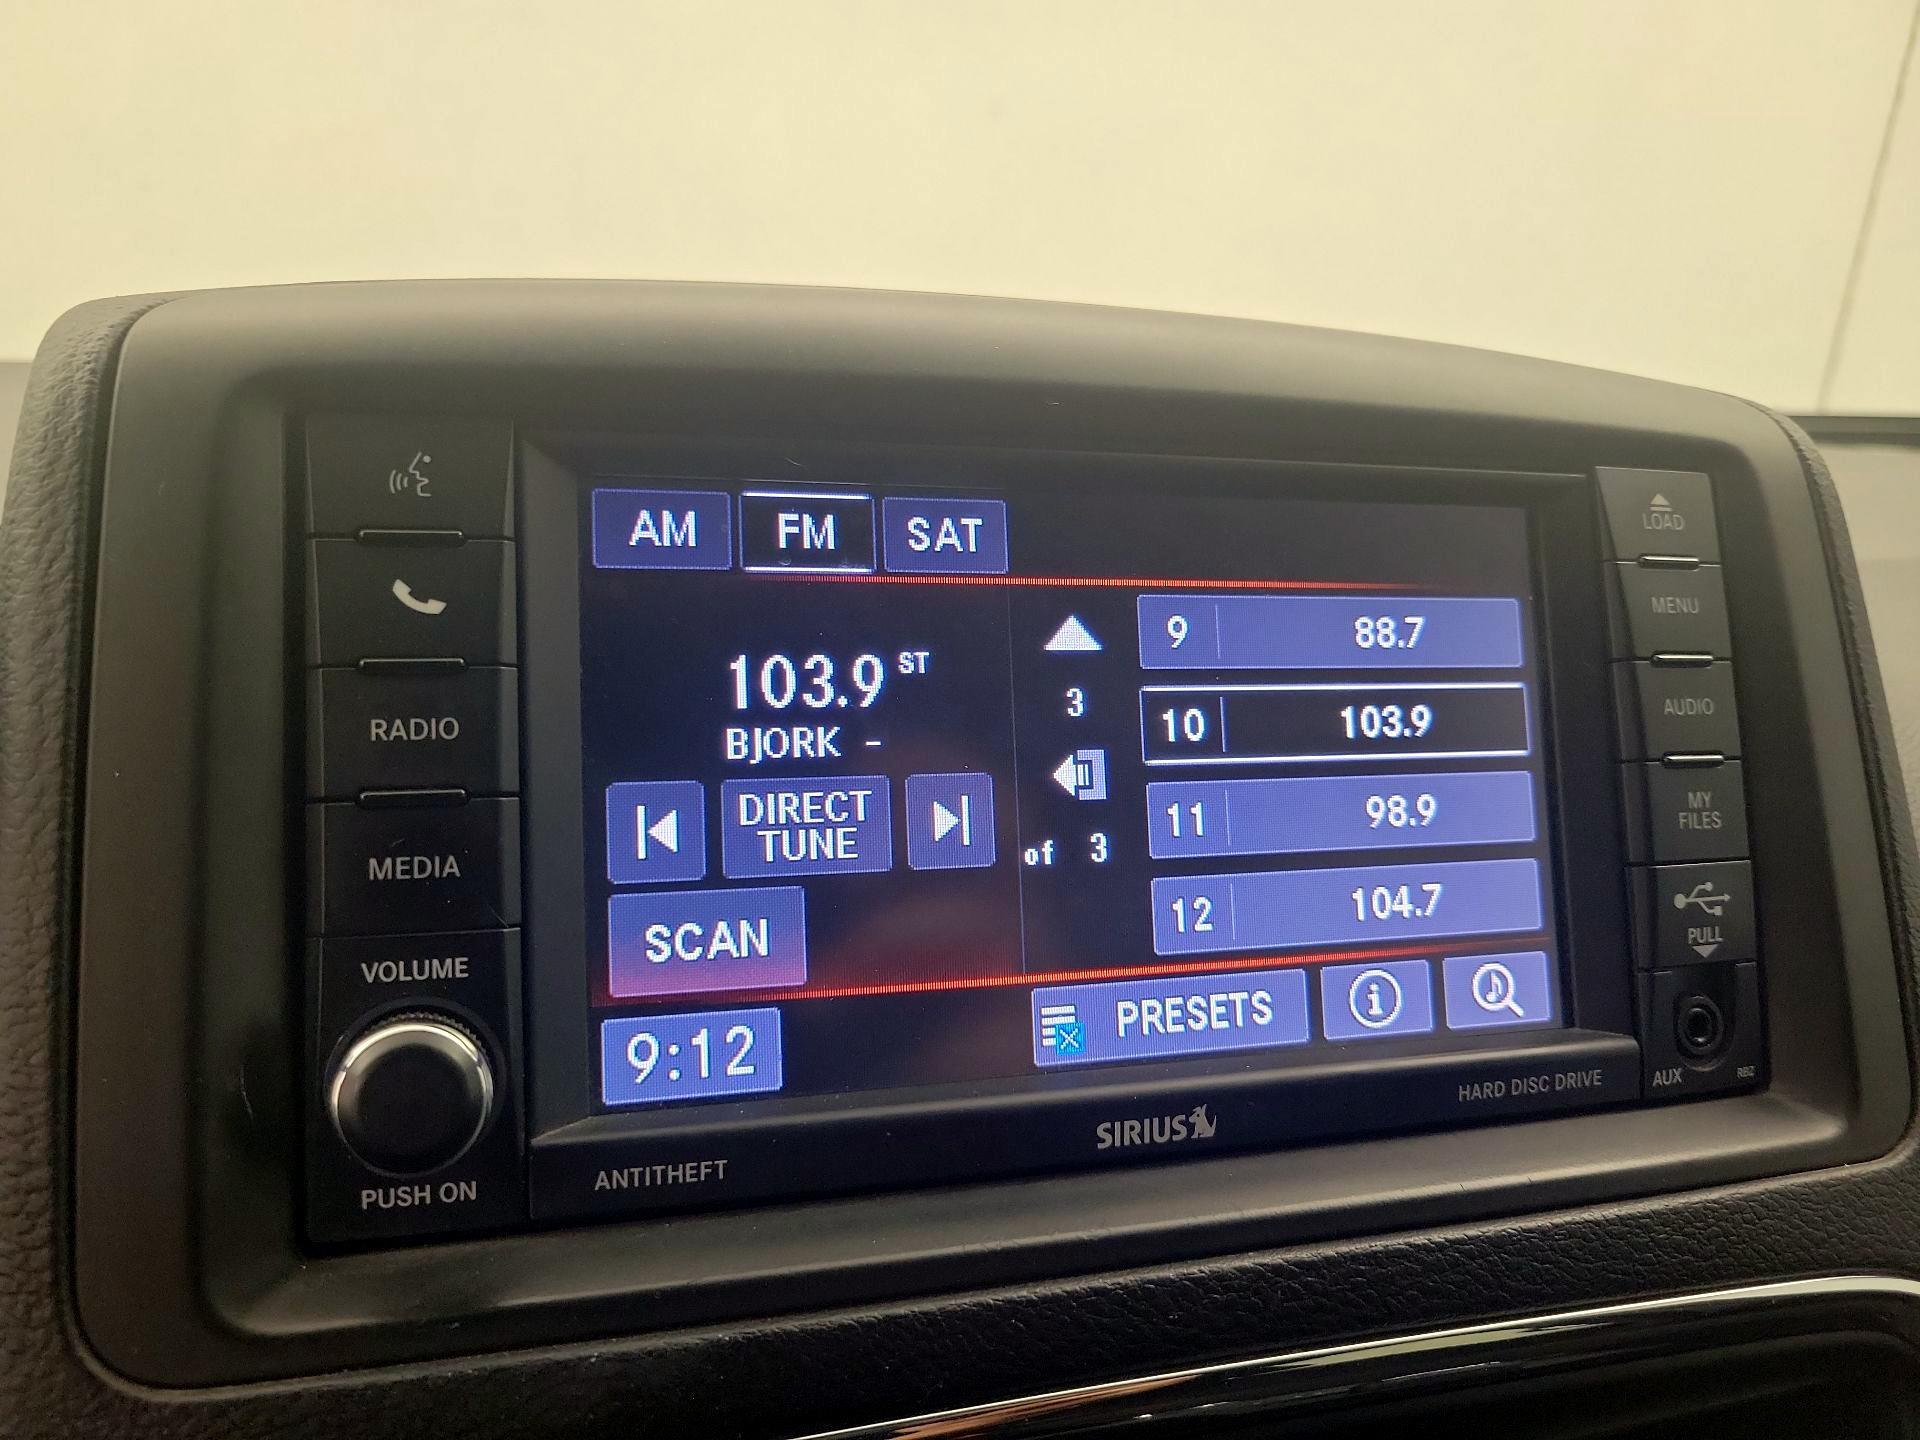 AM FM SAT
103.9 ST
BJORK -
DIRECT
TUNE
SCAN
9:12
3
of 3
9 88.7
10 103.9
11 98.9
12 104.7
PRESETS
i
RADIO
MEDIA
VOLUME
PUSH ON
LOAD
MENU
AUDIO
MY
FILES
PULL
AUX
RBZ
ANTITHEFT
SIRIUS
HARD DISC DRIVE